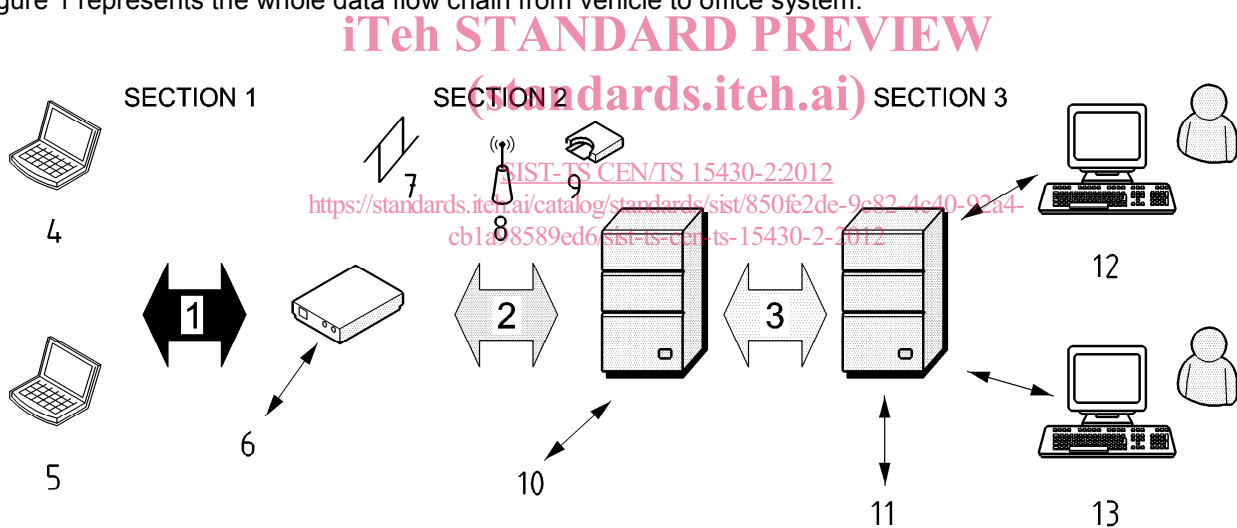 igure 1 represents the whole data flow chain from vehicle to office system.
iTeh STANDARD PREVIEW
(standards.iteh.ai)
SECTION 1
SECTION 2
SECTION 3
SIST-TS CEN/TS 15430-2:2012
https://standards.iteh.ai/catalog/standards/sist/850fe2de-9c82-4c40-92a4-
cb1a98589ed6/sist-ts-cen-ts-15430-2-2012
7
8
9
4
12
1
2
3
5
6
10
11
13